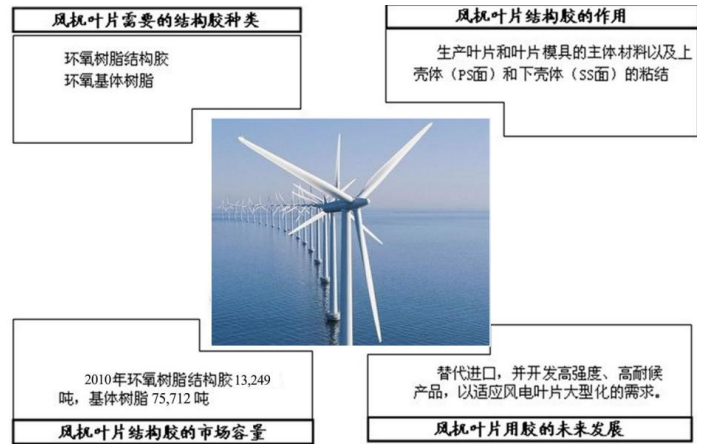 风机叶片需要的结构胶种类
环氧树脂结构胶
环氧基体树脂
风机叶片结构胶的作用
生产叶片和叶片模具的主体材料以及上
壳体（PS面）和下壳体（SS面）的粘结
2010年环氧树脂结构胶13,249
吨，基体树脂 75,712 吨
风机叶片结构胶的市场容量
替代进口，并开发高强度、高耐候
产品，以适应风电叶片大型化的需求。
风机叶片用胶的未来发展